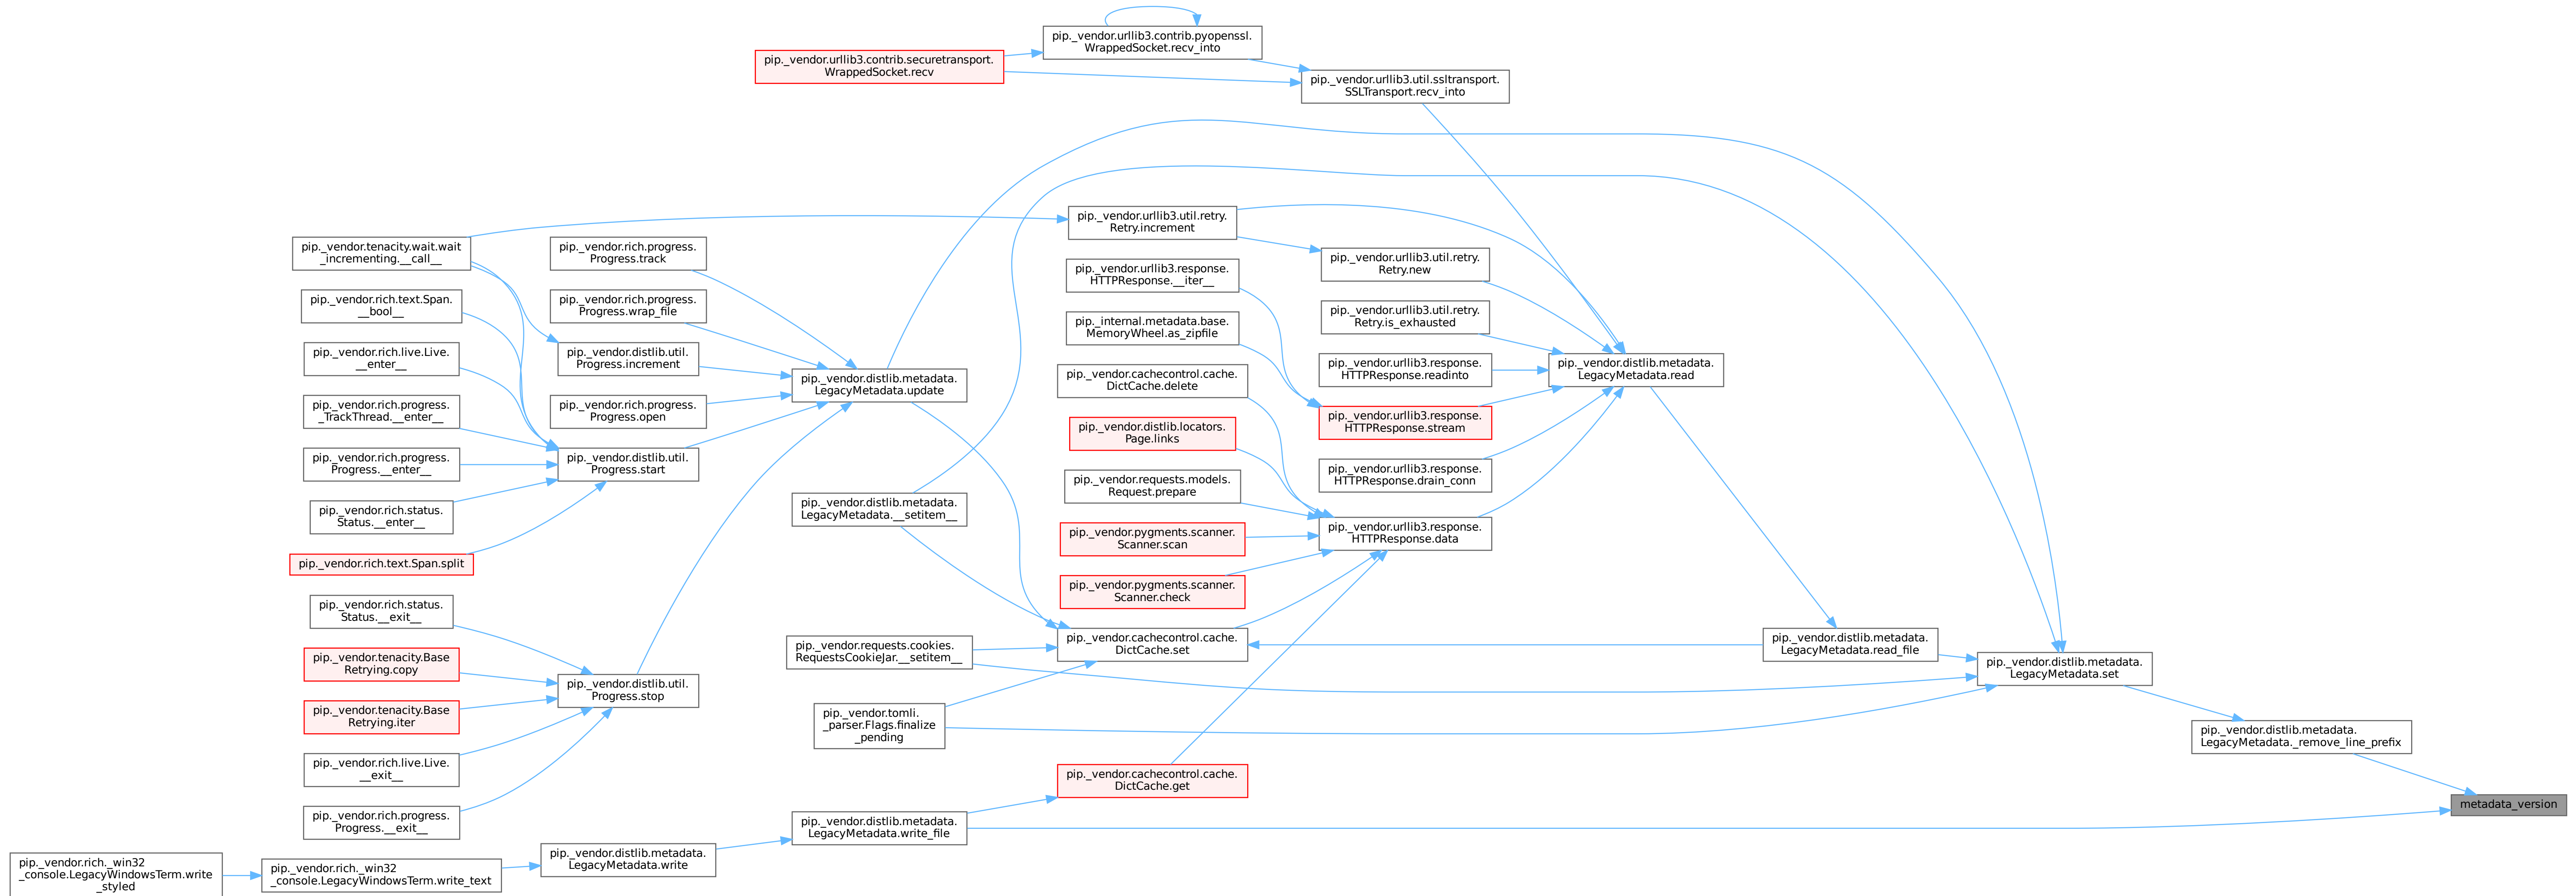 pip._vendor.urllib3.contrib.pyopenssl.
WrappedSocket.recv_into
pip._vendor.urllib3.contrib.securetransport.
WrappedSocket.recv
pip._vendor.urllib3.util.ssltransport.
SSLTransport.recv_into
pip._vendor.urllib3.util.retry.
Retry.increment
pip._vendor.tenacity.wait.wait
_incrementing.__call__
pip._vendor.rich.progress.
Progress.track
pip._vendor.urllib3.util.retry.
Retry.new
pip._vendor.urllib3.response.
HTTPResponse.__iter__
pip._vendor.rich.text.Span.
__bool__
pip._vendor.rich.progress.
Progress.wrap_file
pip._vendor.urllib3.util.retry.
Retry.is_exhausted
pip._internal.metadata.base.
MemoryWheel.as_zipfile
pip._vendor.rich.live.Live.
__enter__
pip._vendor.distlib.util.
Progress.increment
pip._vendor.urllib3.response.
HTTPResponse.readinto
pip._vendor.distlib.metadata.
LegacyMetadata.read
pip._vendor.cachecontrol.cache.
DictCache.delete
pip._vendor.distlib.metadata.
LegacyMetadata.update
pip._vendor.rich.progress.
_TrackThread.__enter__
pip._vendor.rich.progress.
Progress.open
pip._vendor.urllib3.response.
HTTPResponse.stream
pip._vendor.distlib.locators.
Page.links
pip._vendor.rich.progress.
Progress.__enter__
pip._vendor.distlib.util.
Progress.start
pip._vendor.urllib3.response.
HTTPResponse.drain_conn
pip._vendor.requests.models.
Request.prepare
pip._vendor.distlib.metadata.
LegacyMetadata.__setitem__
pip._vendor.rich.status.
Status.__enter__
pip._vendor.urllib3.response.
HTTPResponse.data
pip._vendor.pygments.scanner.
Scanner.scan
pip._vendor.rich.text.Span.split
pip._vendor.pygments.scanner.
Scanner.check
pip._vendor.rich.status.
Status.__exit__
pip._vendor.cachecontrol.cache.
DictCache.set
pip._vendor.distlib.metadata.
LegacyMetadata.read_file
pip._vendor.requests.cookies.
RequestsCookieJar.__setitem__
pip._vendor.tenacity.Base
Retrying.copy
pip._vendor.distlib.metadata.
LegacyMetadata.set
pip._vendor.distlib.util.
Progress.stop
pip._vendor.tenacity.Base
Retrying.iter
pip._vendor.tomli.
_parser.Flags.finalize
_pending
pip._vendor.distlib.metadata.
LegacyMetadata._remove_line_prefix
pip._vendor.rich.live.Live.
__exit__
pip._vendor.cachecontrol.cache.
DictCache.get
metadata_version
pip._vendor.rich.progress.
Progress.__exit__
pip._vendor.distlib.metadata.
LegacyMetadata.write_file
pip._vendor.distlib.metadata.
LegacyMetadata.write
pip._vendor.rich._win32
_console.LegacyWindowsTerm.write_text
pip._vendor.rich._win32
_console.LegacyWindowsTerm.write
_styled